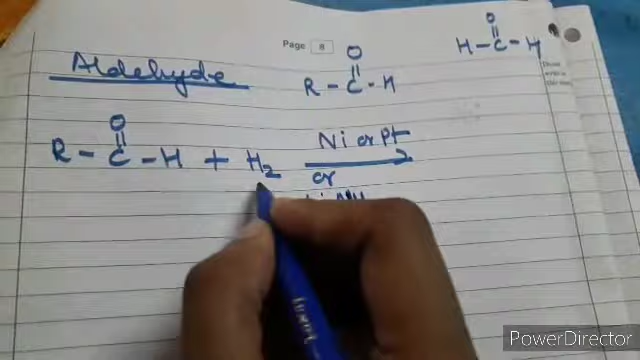 Page 8
O
||
H-C-H
Aldehyde
O
||
R-C-H
O
||
R-C-H + H2 Ni or Pt
or
PowerDirector